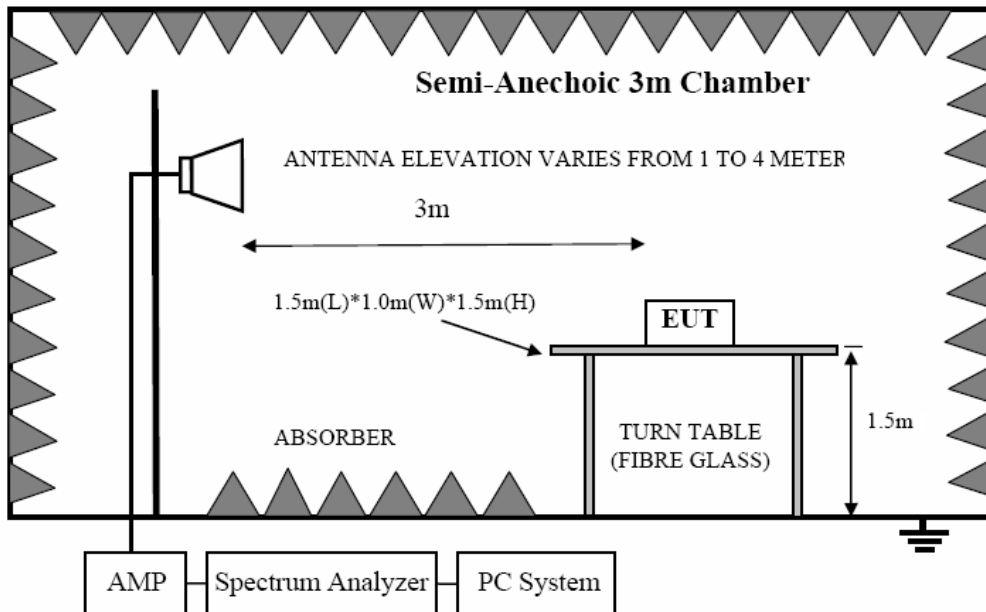 Semi-Anechoic 3m Chamber
ANTENNA ELEVATION VARIES FROM 1 TO 4 METER
3m
1.5m(L)*1.0m(W)*1.5m(H)
EUT
1.5m
ABSORBER
TURN TABLE
(FIBRE GLASS)
AMP
Spectrum Analyzer
PC System